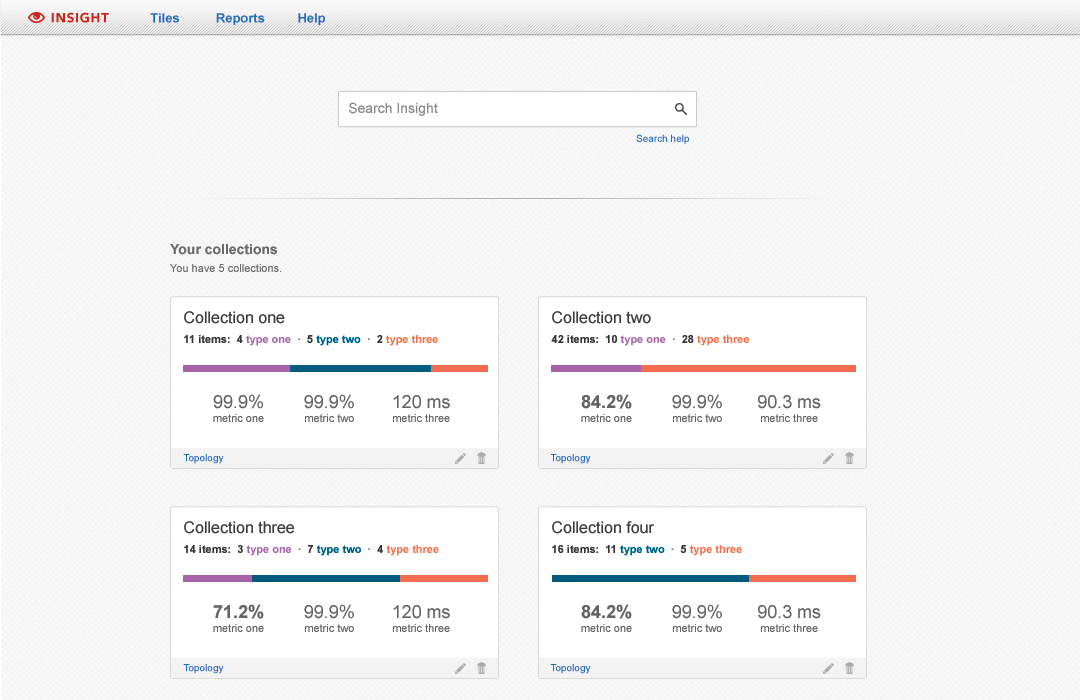 INSIGHT Tiles Reports Help
Search Insight
Search help
Your collections
You have 5 collections.
Collection one
11 items: 4 type one · 5 type two · 2 type three
99.9% 99.9% 120 ms
metric one metric two metric three
Topology
Collection two
42 items: 10 type one · 28 type three
84.2% 99.9% 90.3 ms
metric one metric two metric three
Topology
Collection three
14 items: 3 type one · 7 type two · 4 type three
71.2% 99.9% 120 ms
metric one metric two metric three
Topology
Collection four
16 items: 11 type two · 5 type three
84.2% 99.9% 90.3 ms
metric one metric two metric three
Topology